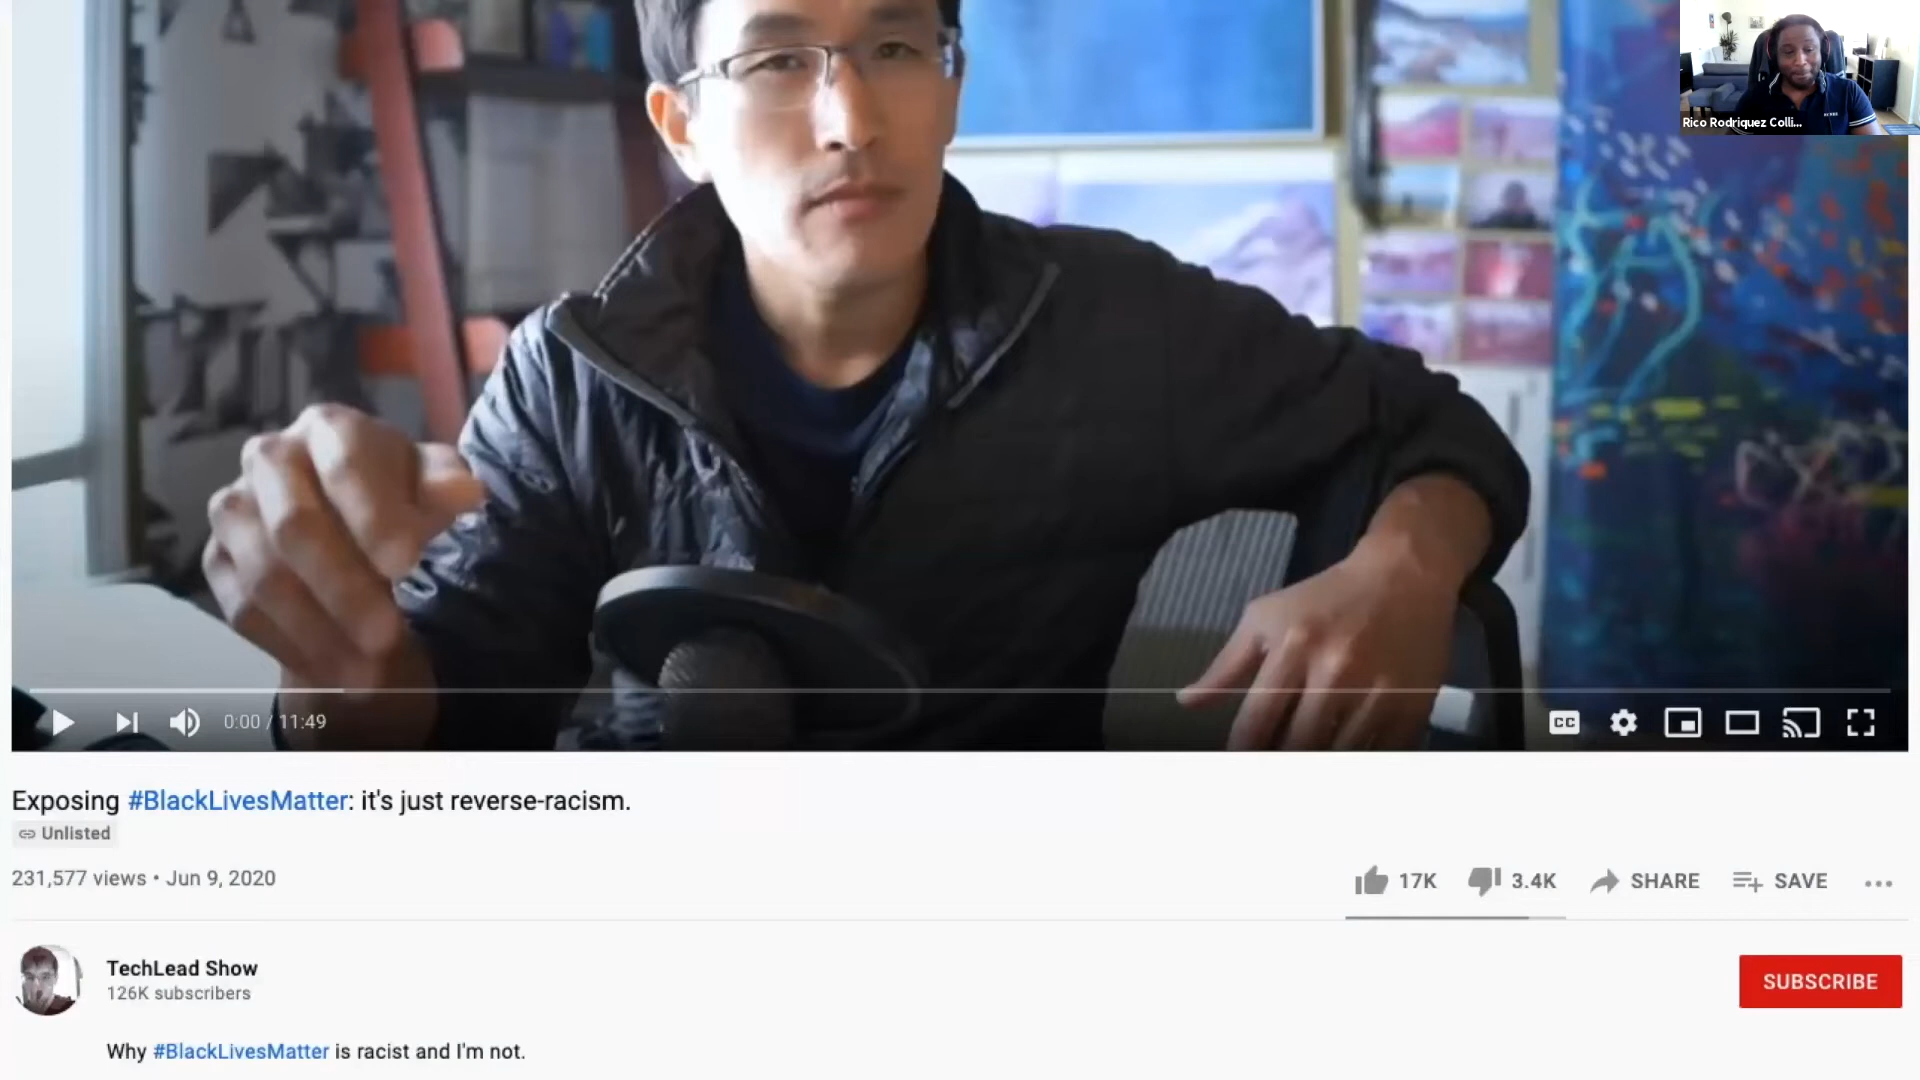 Rico Rodriquez Colli...
CC
0:00 / 11:49
Exposing #BlackLivesMatter: it's just reverse-racism.
Unlisted
231,577 views • Jun 9, 2020
17K 3.4K SHARE SAVE
TechLead Show
126K subscribers
SUBSCRIBE
Why #BlackLivesMatter is racist and I'm not.